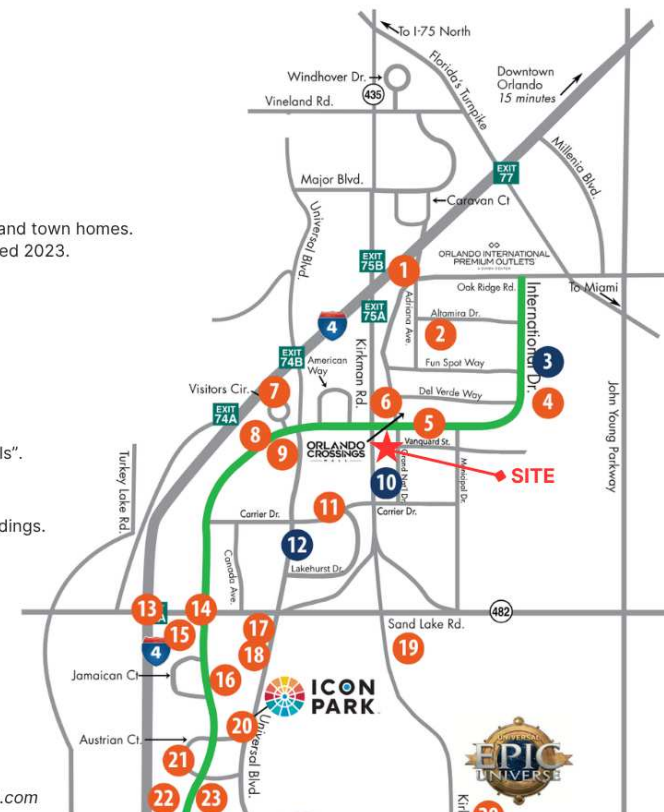 To I-75 North
Windhover Dr.
435
Vineland Rd.
Florida's Turnpike
Downtown
Orlando
15 minutes
EXIT
77
Millenia Blvd.
Major Blvd.
Caravan Ct
and town homes.
ed 2023.
Universal Blvd.
EXIT
75B
1
ORLANDO INTERNATIONAL
PREMIUM OUTLETS
Oak Ridge Rd.
To Miami
EXIT
75A
4
Adriana Ave.
Altamira Dr.
2
International Dr.
Kirkman Rd.
EXIT
74B
American
Way
Fun Spot Way
3
Visitors Cir.
7
Del Verde Way
6
4
John Young Parkway
EXIT
74A
8
9
5
ORLANDO
CROSSINGS
Vanguard St.
ls”.
Turkey Lake Rd.
10
Grand Nat'l Dr.
Municipal Dr.
SITE
11
Carrier Dr.
Carrier Dr.
dings.
12
Canada Ave.
Lakehurst Dr.
13
14
482
4
15
17
Sand Lake Rd.
18
19
Jamaican Ct
16
ICON
PARK
20
Universal Blvd.
Austrian Ct.
21
UNIVERSAL
EPIC
UNIVERSE
22
23
s.com